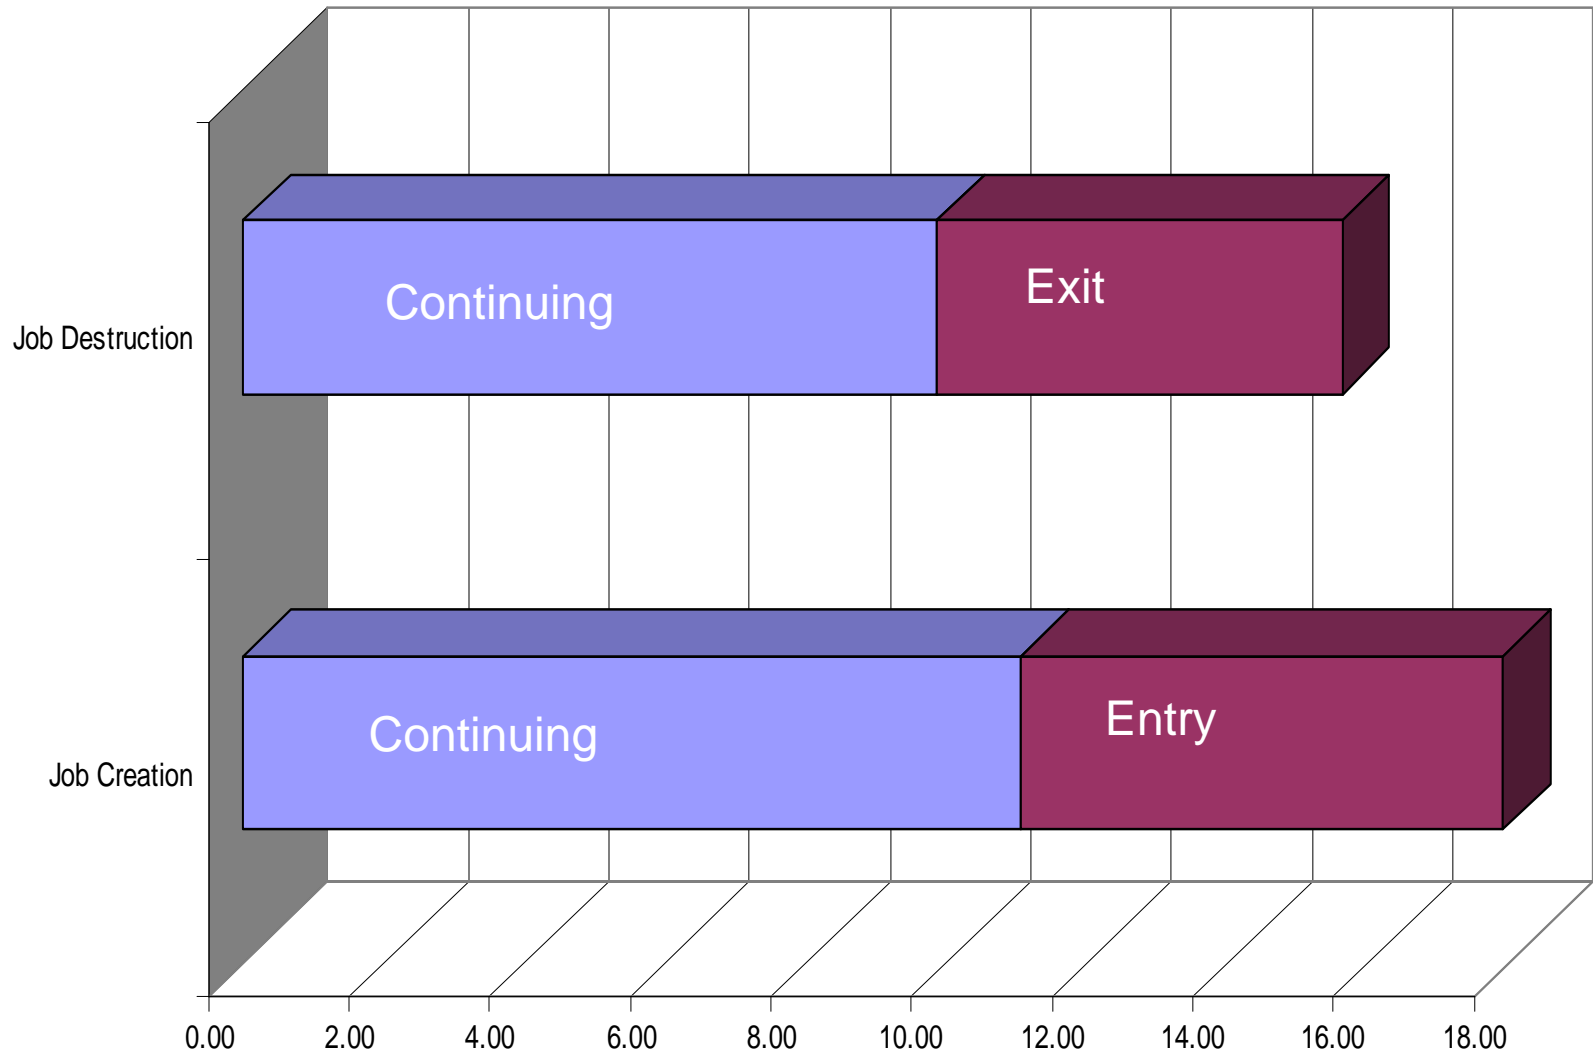 Job Destruction
Continuing
Exit
Job Creation
Continuing
Entry
0.00 2.00 4.00 6.00 8.00 10.00 12.00 14.00 16.00 18.00